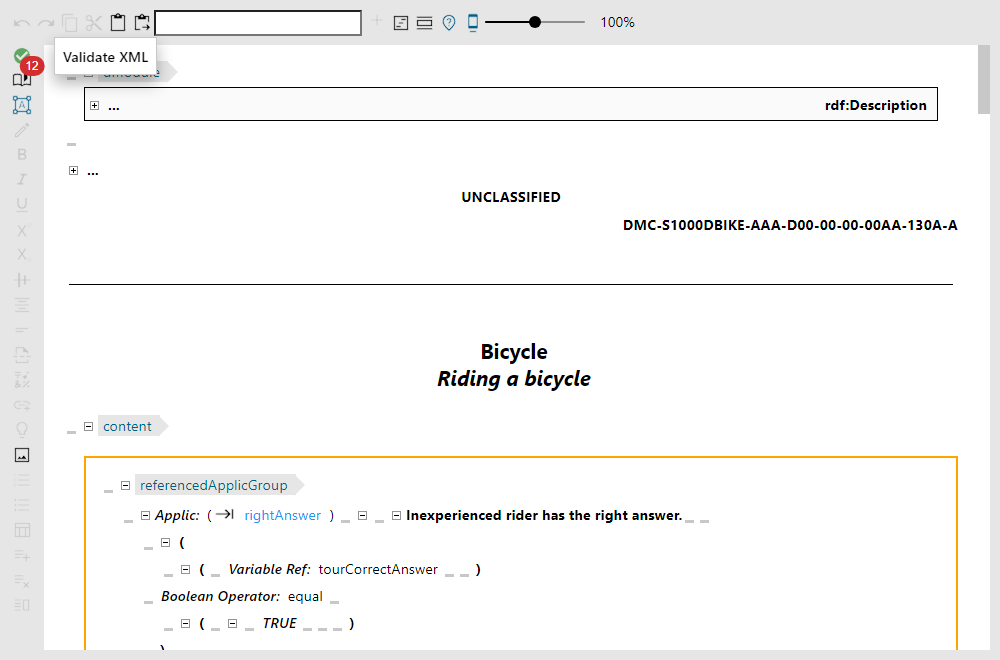 100%
12
Validate XML
... rdf:Description
...
UNCLASSIFIED
DMC-S1000DBIKE-AAA-D00-00-00-00AA-130A-A
Bicycle
Riding a bicycle
content
referencedApplicGroup
Applic: ( rightAnswer ) Inexperienced rider has the right answer.
(
( Variable Ref: tourCorrectAnswer )
Boolean Operator: equal
( TRUE )
)